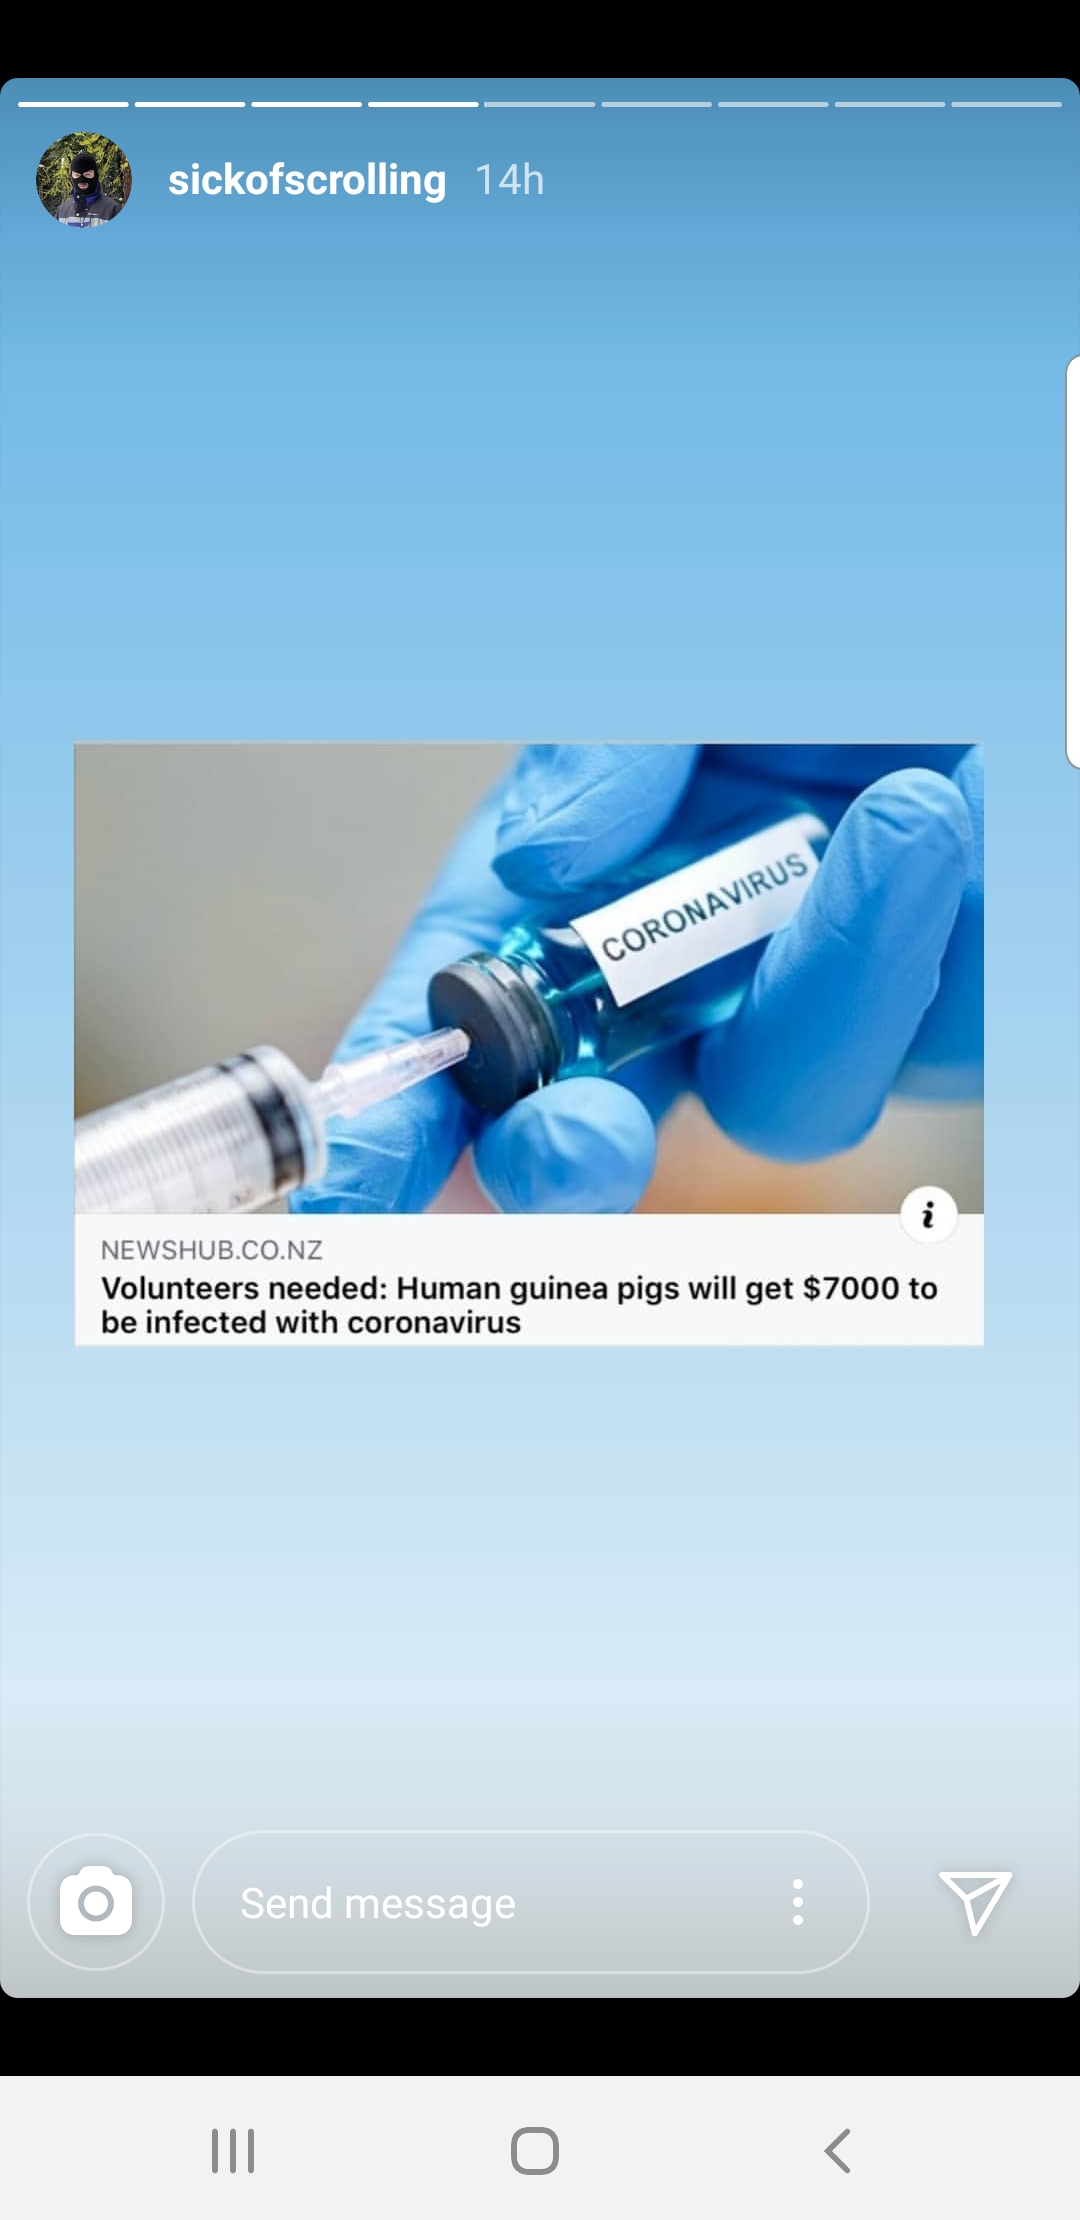 sickofscrolling 14h
CORONAVIRUS
i
NEWSHUB.CO.NZ
Volunteers needed: Human guinea pigs will get $7000 to
be infected with coronavirus
Send message